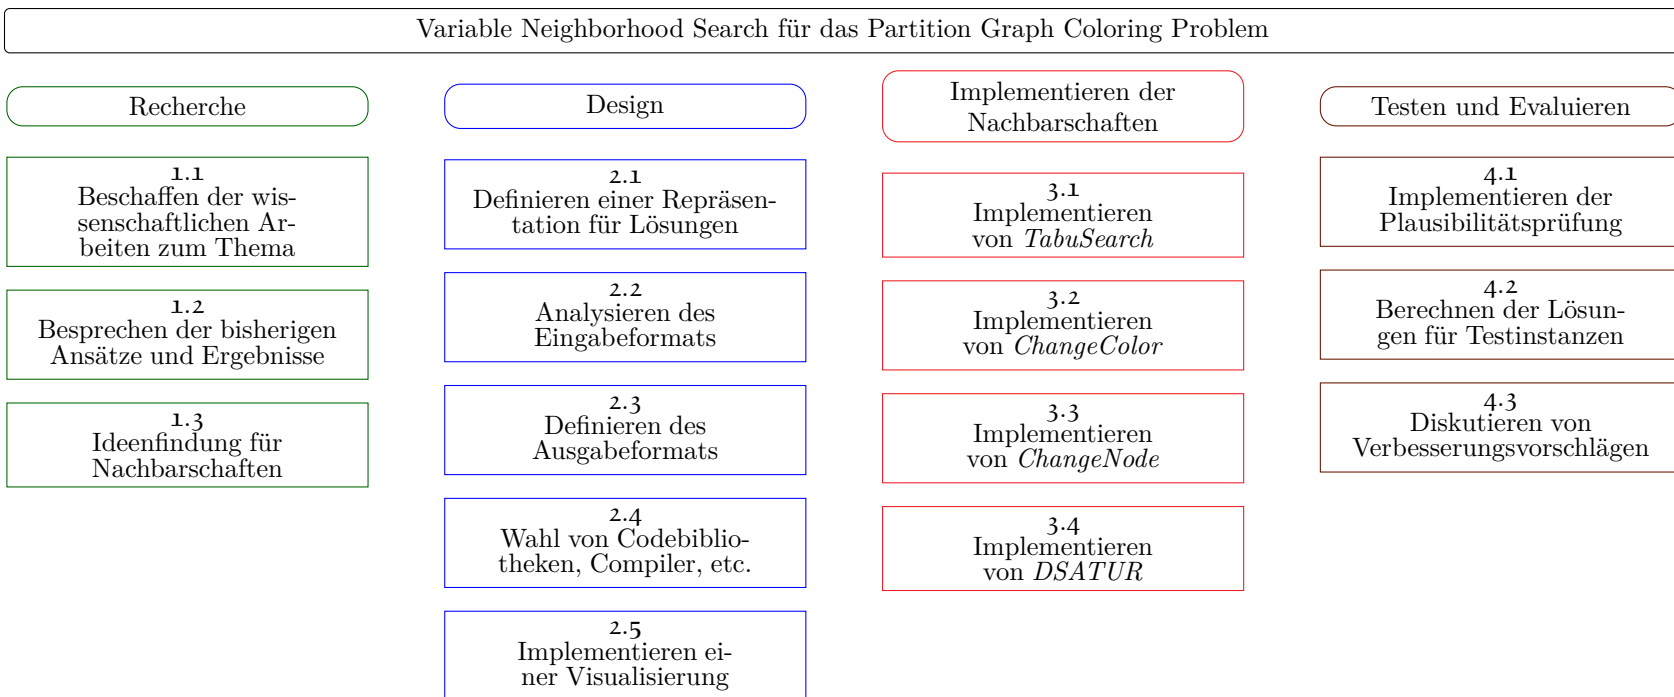 Variable Neighborhood Search für das Partition Graph Coloring Problem
Recherche
1.1
Beschaffen der wis-
senschaftlichen Ar-
beiten zum Thema
1.2
Besprechen der bisherigen
Ansätze und Ergebnisse
1.3
Ideenfindung für
Nachbarschaften
Design
2.1
Definieren einer Repräsen-
tation für Lösungen
2.2
Analysieren des
Eingabeformats
2.3
Definieren des
Ausgabeformats
2.4
Wahl von Codebiblio-
theken, Compiler, etc.
2.5
Implementieren ei-
ner Visualisierung
Implementieren der
Nachbarschaften
3.1
Implementieren
von TabuSearch
3.2
Implementieren
von ChangeColor
3.3
Implementieren
von ChangeNode
3.4
Implementieren
von DSATUR
Testen und Evaluieren
4.1
Implementieren der
Plausibilitätsprüfung
4.2
Berechnen der Lösun-
gen für Testinstanzen
4.3
Diskutieren von
Verbesserungsvorschlägen